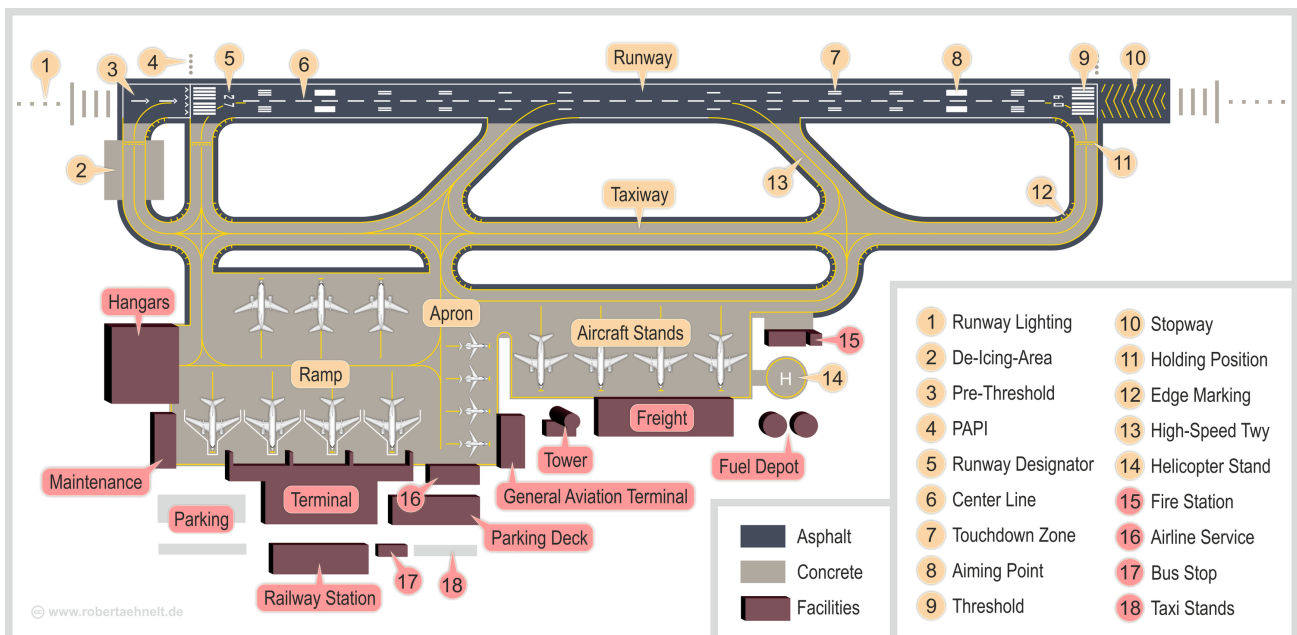 1
3
4
5
6
Runway
7
8
9
10
27
09
2
11
13
12
Taxiway
Hangars
Apron
Aircraft Stands
15
Ramp
H
14
Freight
Maintenance
Tower
Fuel Depot
16
General Aviation Terminal
Terminal
Parking
Parking Deck
17
18
Railway Station
Asphalt
Concrete
Facilities
1 Runway Lighting
2 De-Icing-Area
3 Pre-Threshold
4 PAPI
5 Runway Designator
6 Center Line
7 Touchdown Zone
8 Aiming Point
9 Threshold
10 Stopway
11 Holding Position
12 Edge Marking
13 High-Speed Twy
14 Helicopter Stand
15 Fire Station
16 Airline Service
17 Bus Stop
18 Taxi Stands
cc www.robertaehnelt.de